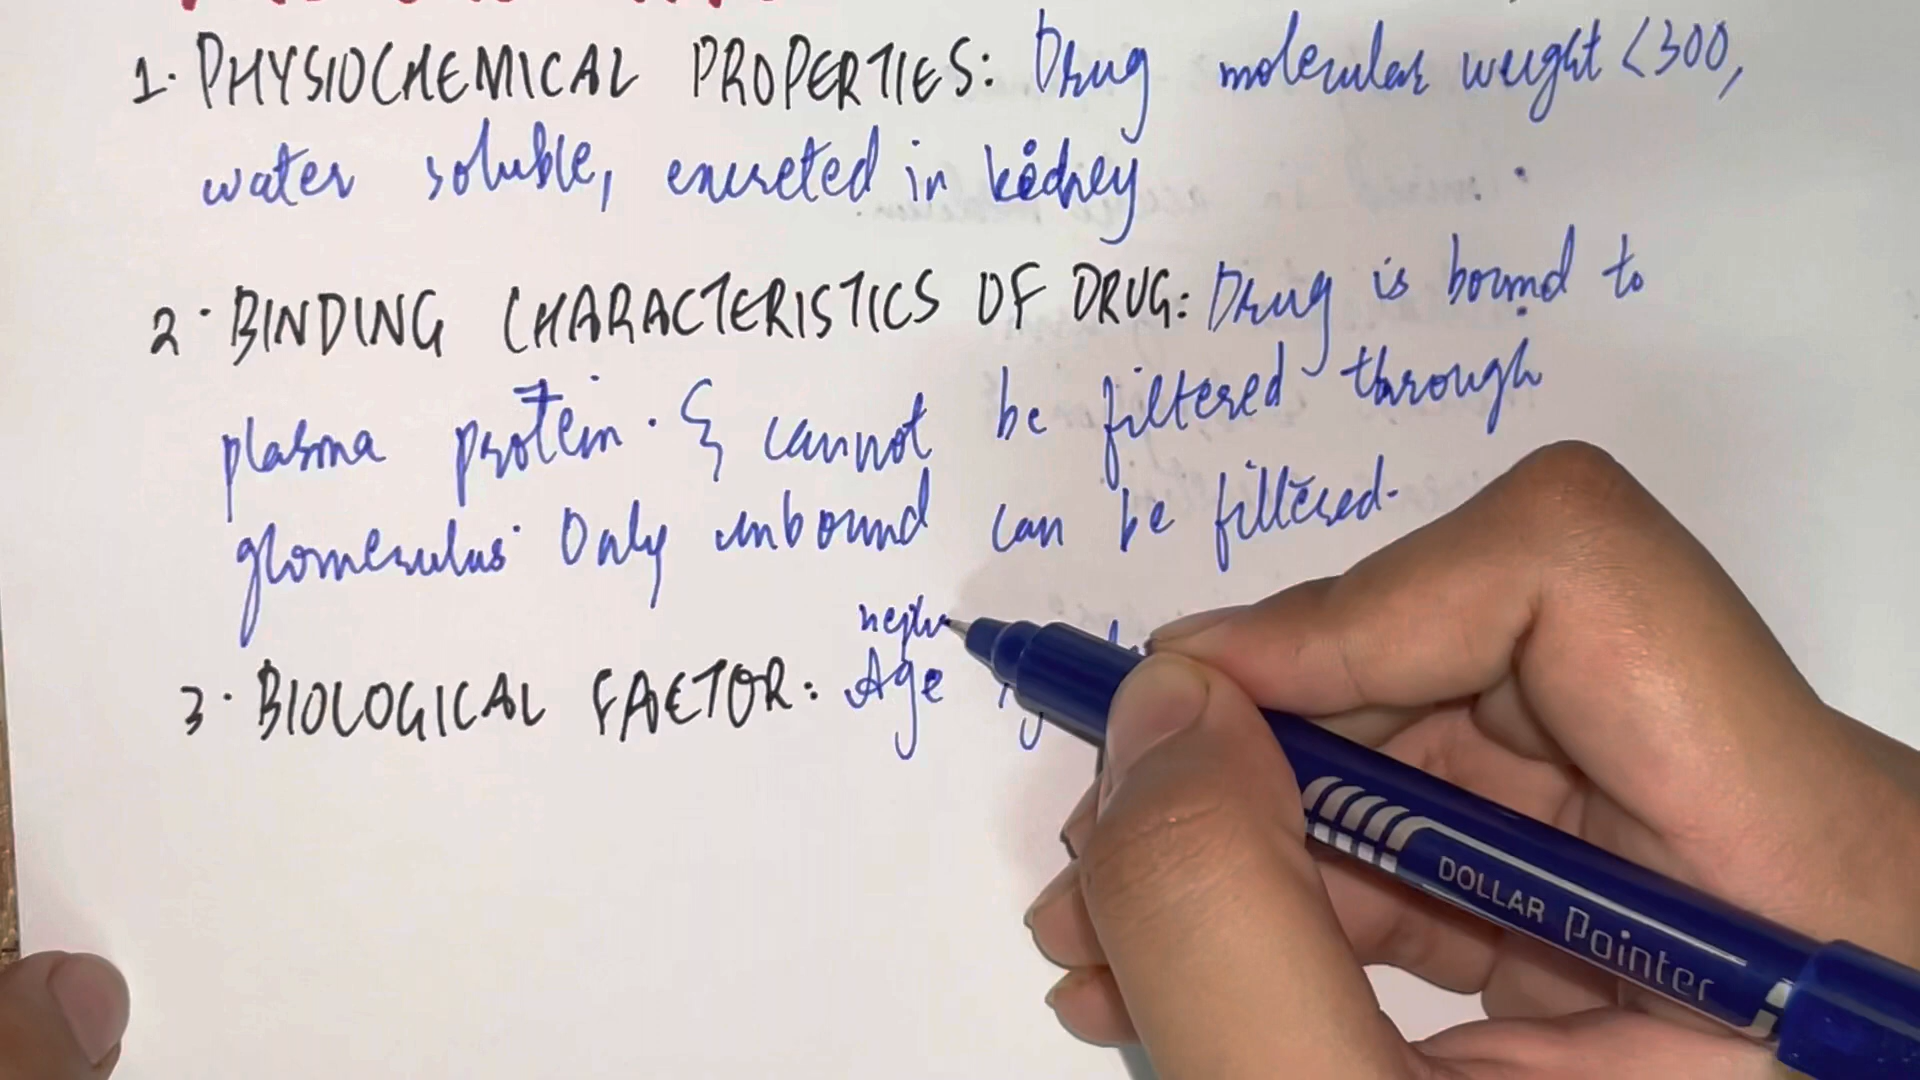 1. PHYSIOCHEMICAL PROPERTIES: Drug molecular weight <300,
water soluble, excreted in kidney
2. BINDING CHARACTERISTICS OF DRUG: Drug is bound to
plasma protein. & cannot be filtered through
glomerulus. Only unbound can be filtered.
3. BIOLOGICAL FACTOR: Age
DOLLAR Pointer